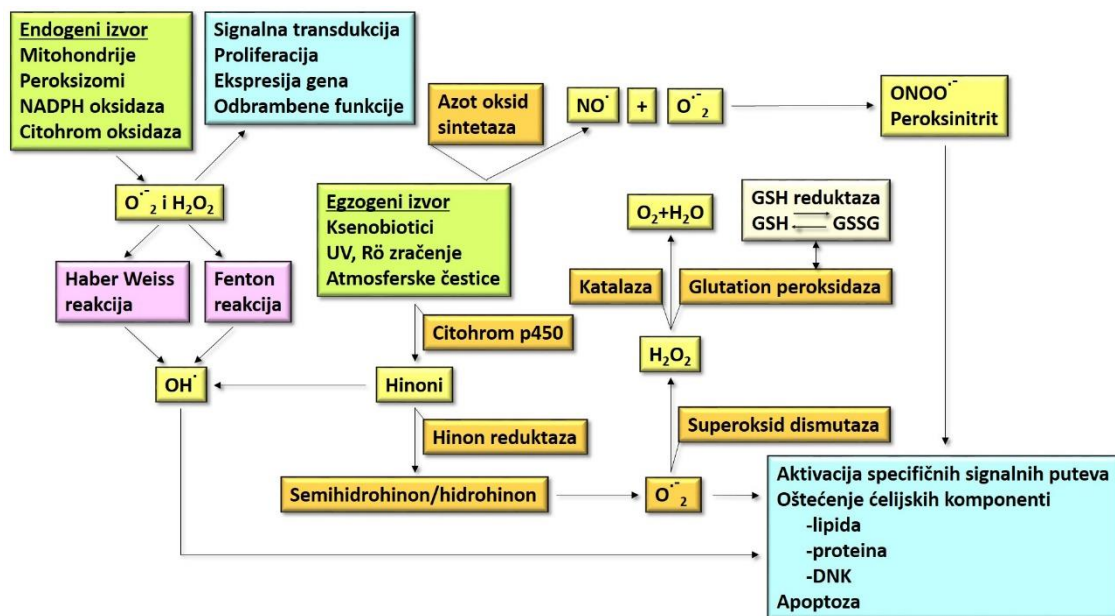 Endogeni izvor
Mitohondrije
Peroksizomi
NADPH oksidaza
Citohrom oksidaza
Signalna transdukcija
Proliferacija
Ekspresija gena
Odbrambene funkcije
Azot oksid
sintetaza
NO˙
+
O˙⁻₂
ONOO˙⁻
Peroksinitrit
O˙⁻₂ i H₂O₂
Egzogeni izvor
Ksenobiotici
UV, Rö zračenje
Atmosferske čestice
O₂+H₂O
GSH reduktaza
GSH GSSG
Haber Weiss
reakcija
Fenton
reakcija
Katalaza
Glutation peroksidaza
Citohrom p450
H₂O₂
OH˙
Hinoni
Hinon reduktaza
Superoksid dismutaza
Semihidrohinon/hidrohinon
O˙⁻₂
Aktivacija specifičnih signalnih puteva
Oštećenje ćelijskih komponenti
-lipida
-proteina
-DNK
Apoptoza